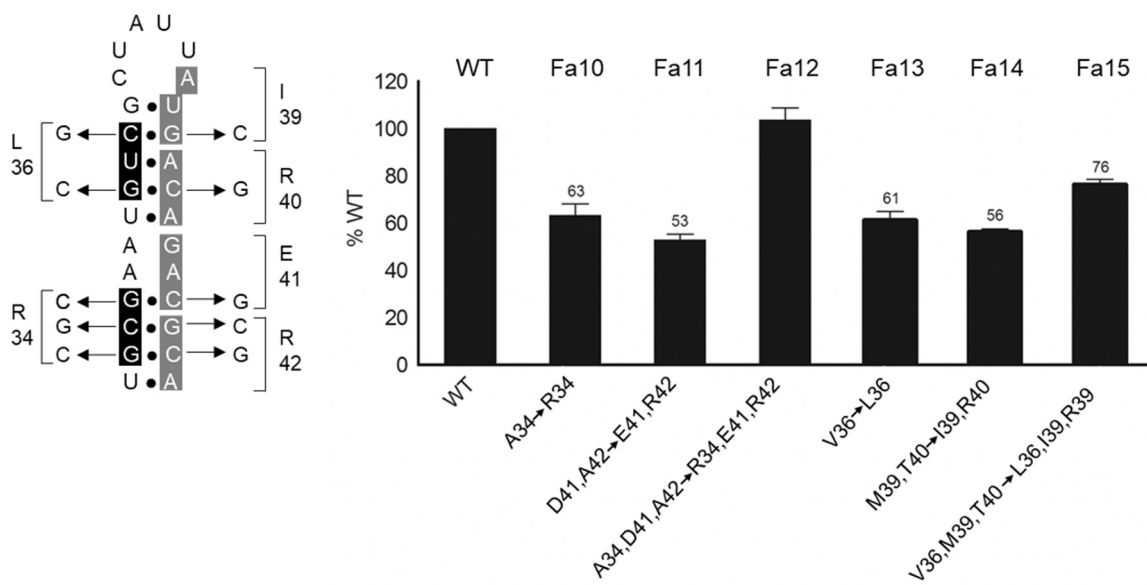 A U
U U
C A
G • U
G ← C • G → C
U • A
C ← G • C → G
U • A
A G
A A
C ← G • C → G
G ← C • G → C
C ← G • C → G
U • A
L
36
R
34
I
39
R
40
E
41
R
42
WT Fa10 Fa11 Fa12 Fa13 Fa14 Fa15
% WT
120
100
80
60
40
20
0
63
53
61
56
76
WT
A34→R34
D41,A42→E41,R42
A34,D41,A42→R34,E41,R42
V36→L36
M39,T40→I39,R40
V36,M39,T40→L36,I39,R39